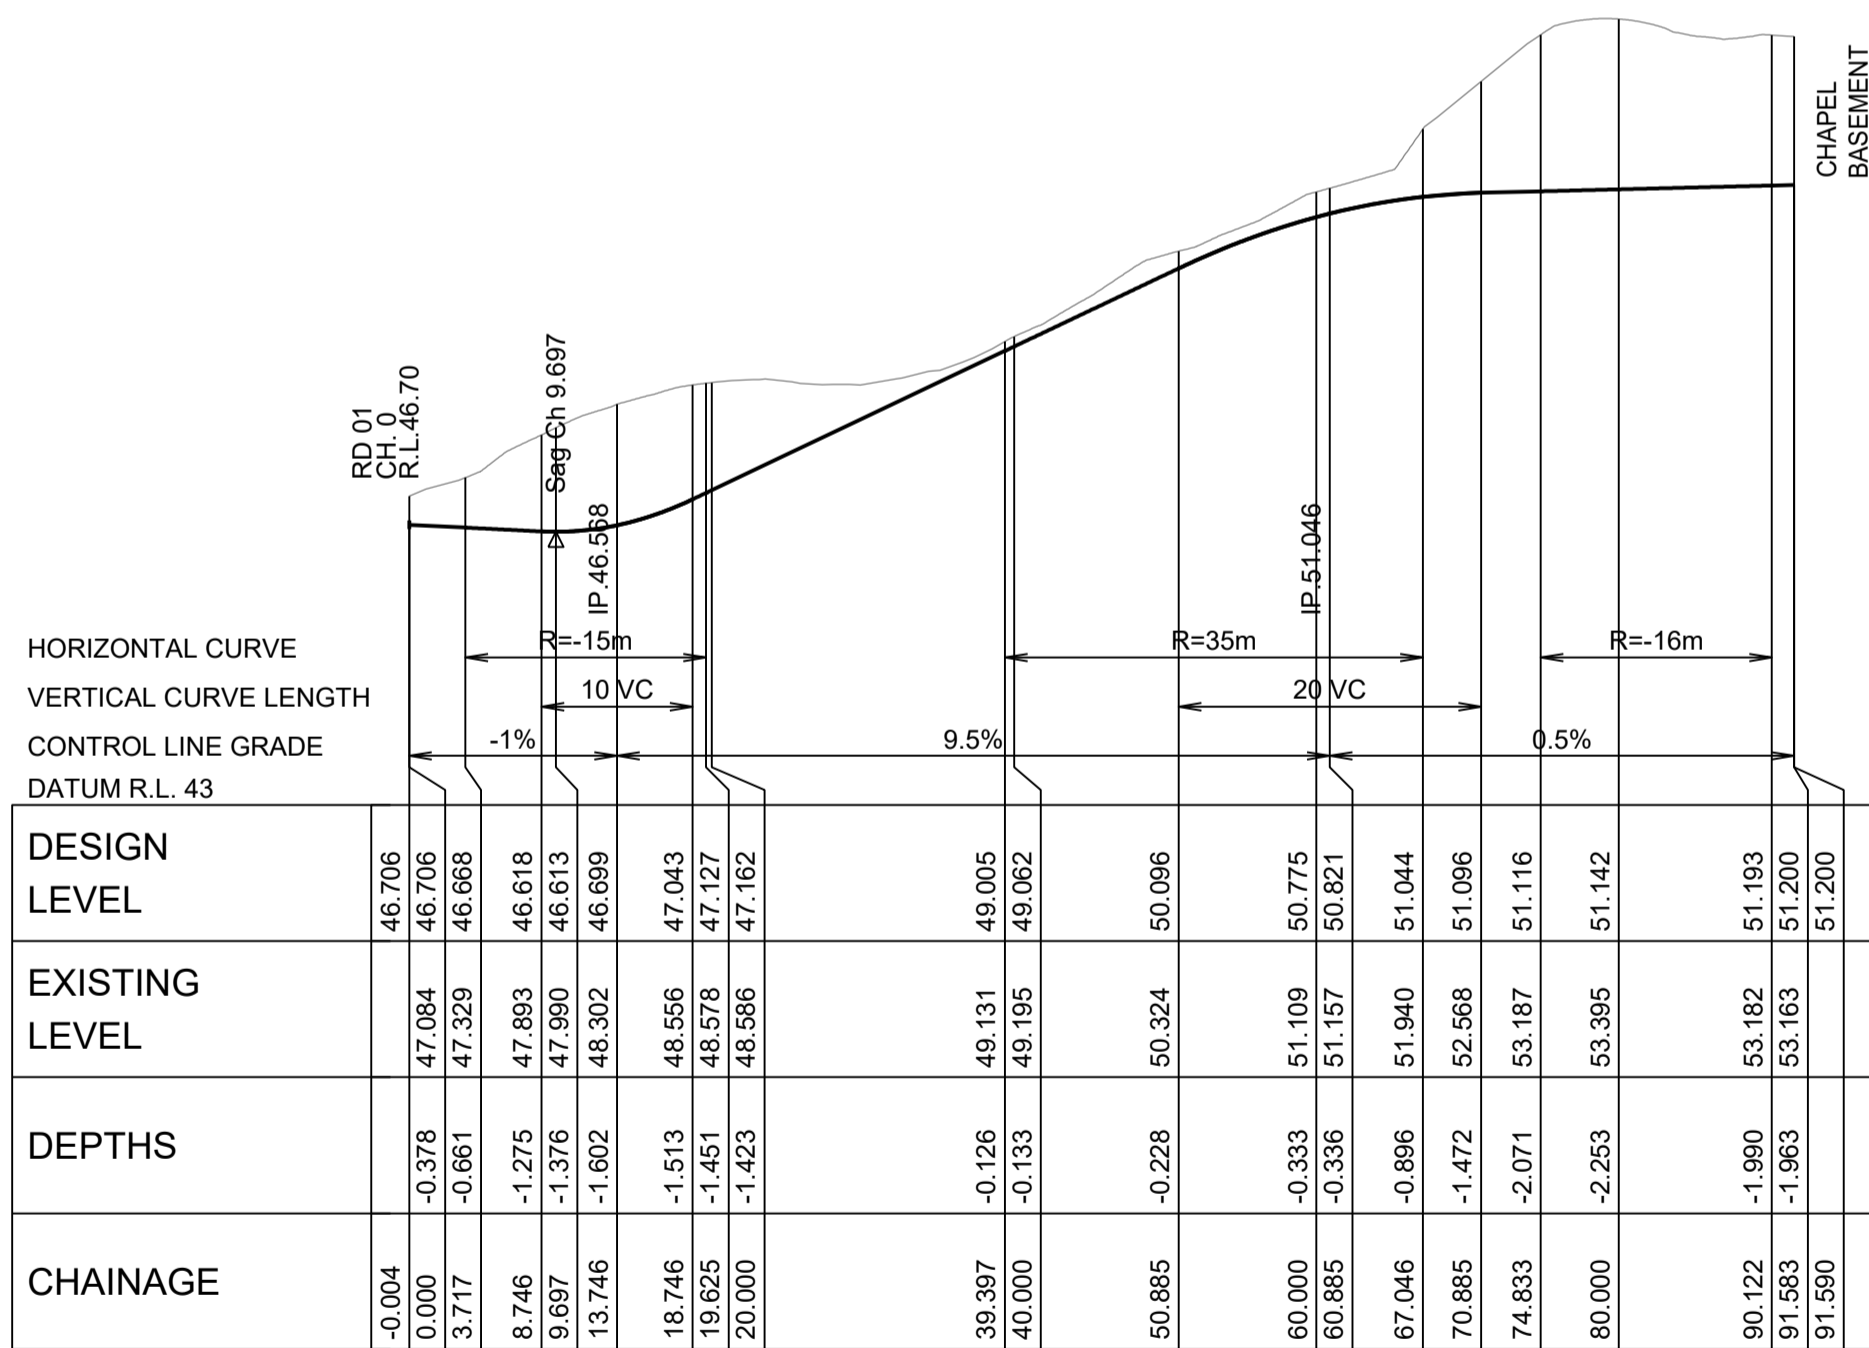 CHAPEL
BASEMENT
RD 01
CH. 0
R.L.46.70
Sag Ch 9.697
IP.46.568
IP.51.046
HORIZONTAL CURVE R=-15m R=35m R=-16m
VERTICAL CURVE LENGTH 10 VC 20 VC
CONTROL LINE GRADE -1% 9.5% 0.5%
DATUM R.L. 43
DESIGN
LEVEL
46.706 46.706 46.668 46.618 46.613 46.699 47.043 47.127 47.162 49.005 49.062 50.096 50.775 50.821 51.044 51.096 51.116 51.142 51.193 51.200 51.200
EXISTING
LEVEL
47.084 47.329 47.893 47.990 48.302 48.556 48.578 48.586 49.131 49.195 50.324 51.109 51.157 51.940 52.568 53.187 53.395 53.182 53.163
DEPTHS -0.378 -0.661 -1.275 -1.376 -1.602 -1.513 -1.451 -1.423 -0.126 -0.133 -0.228 -0.333 -0.336 -0.896 -1.472 -2.071 -2.253 -1.990 -1.963
CHAINAGE -0.004 0.000 3.717 8.746 9.697 13.746 18.746 19.625 20.000 39.397 40.000 50.885 60.000 60.885 67.046 70.885 74.833 80.000 90.122 91.583 91.590